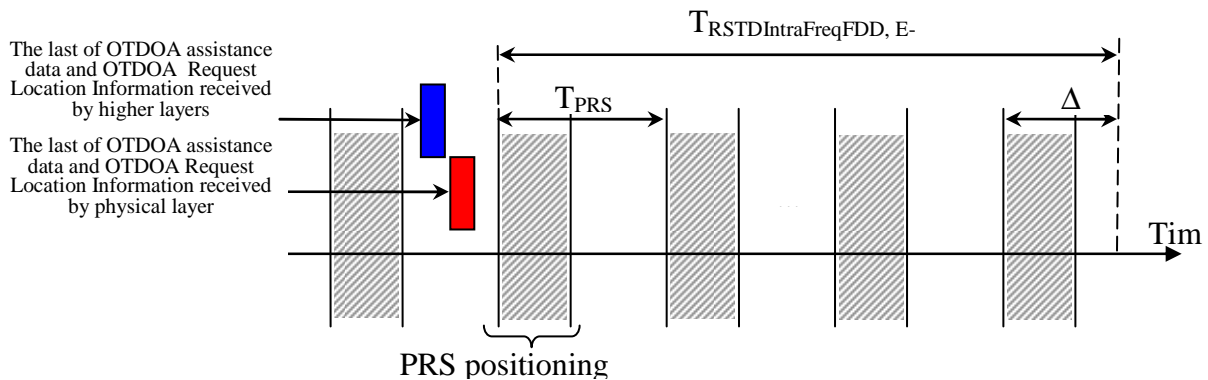 T_RSTDIntraFreqFDD, E-
The last of OTDOA assistance
data and OTDOA Request
Location Information received
by higher layers
T_PRS
Δ
The last of OTDOA assistance
data and OTDOA Request
Location Information received
by physical layer
...
Tim
PRS positioning